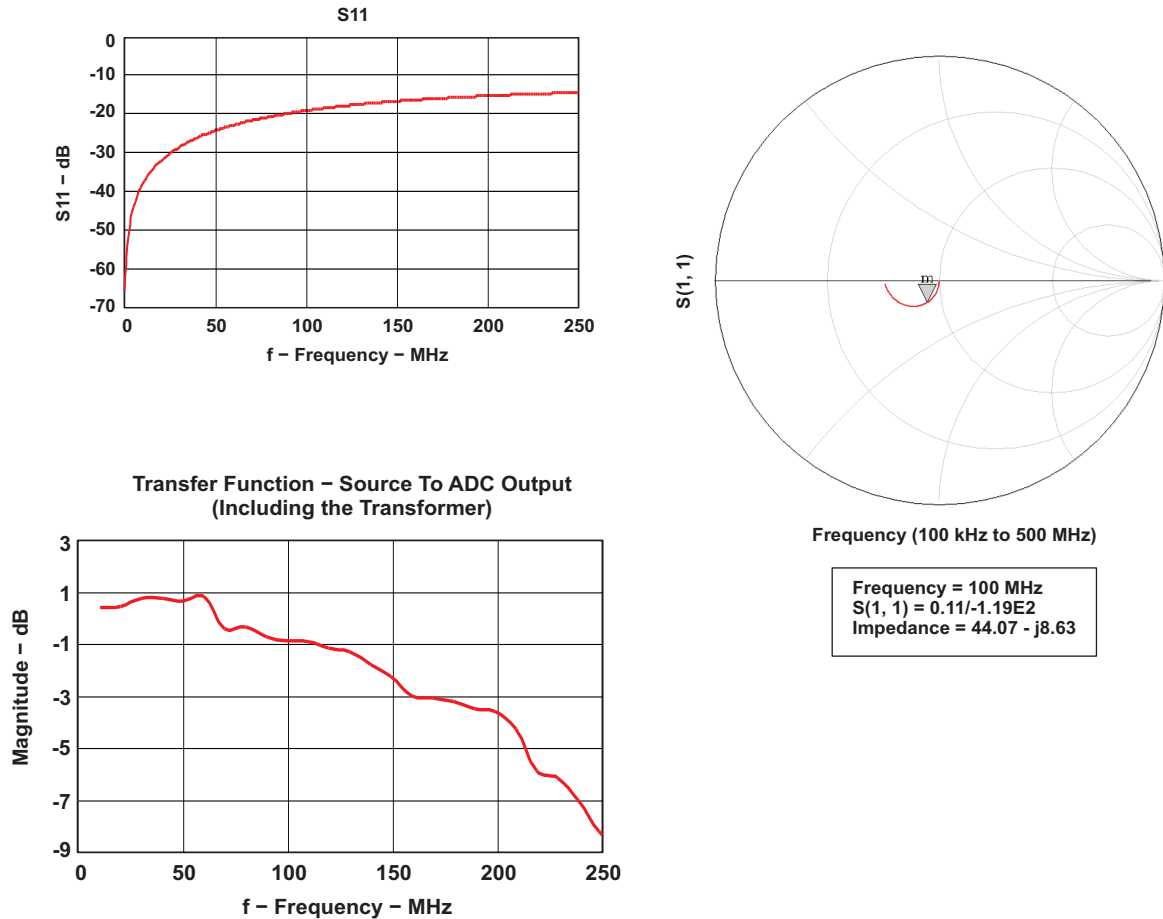 S11
0
-10
-20
-30
-40
-50
-60
-70
S11 – dB
0
50
100
150
200
250
f – Frequency – MHz
S(1, 1)
m
Frequency (100 kHz to 500 MHz)
Frequency = 100 MHz
S(1, 1) = 0.11/-1.19E2
Impedance = 44.07 - j8.63
Transfer Function – Source To ADC Output
(Including the Transformer)
3
1
-1
-3
-5
-7
-9
Magnitude – dB
0
50
100
150
200
250
f – Frequency – MHz